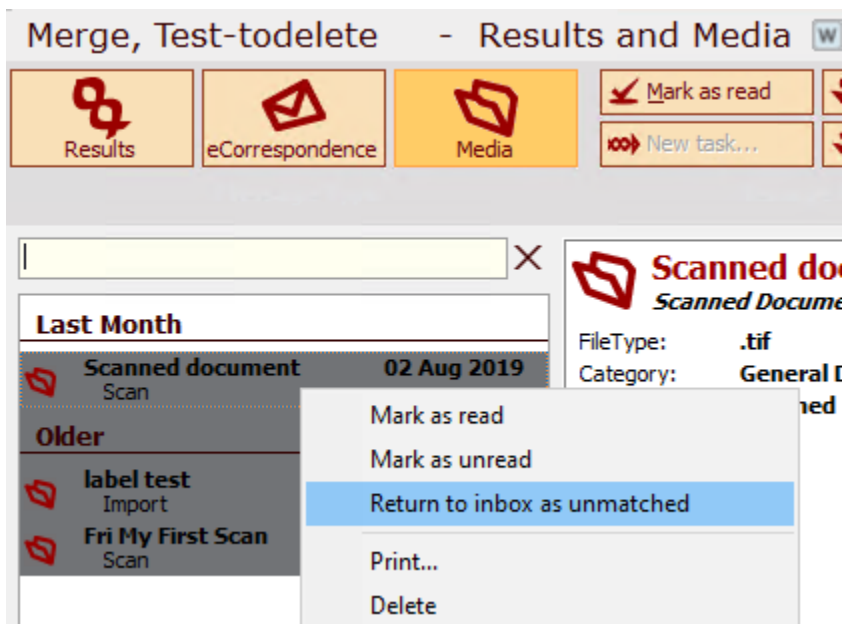 Merge, Test-todelete - Results and Media W
Results
eCorrespondence
Media
Mark as read
New task...
Scanned do
Scanned Docume
FileType: .tif
Category: General D
ned
Last Month
Scanned document 02 Aug 2019
Scan
Older
label test
Import
Fri My First Scan
Scan
Mark as read
Mark as unread
Return to inbox as unmatched
Print...
Delete